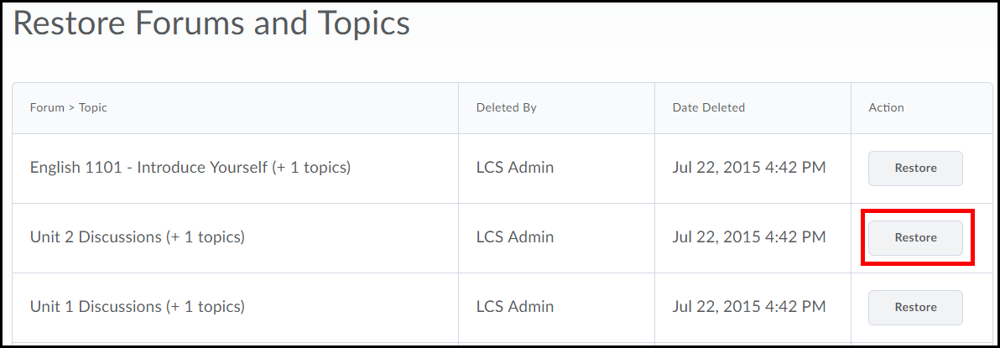 Restore Forums and Topics
Forum > Topic Deleted By Date Deleted Action
English 1101 - Introduce Yourself (+ 1 topics) LCS Admin Jul 22, 2015 4:42 PM Restore
Unit 2 Discussions (+ 1 topics) LCS Admin Jul 22, 2015 4:42 PM Restore
Unit 1 Discussions (+ 1 topics) LCS Admin Jul 22, 2015 4:42 PM Restore